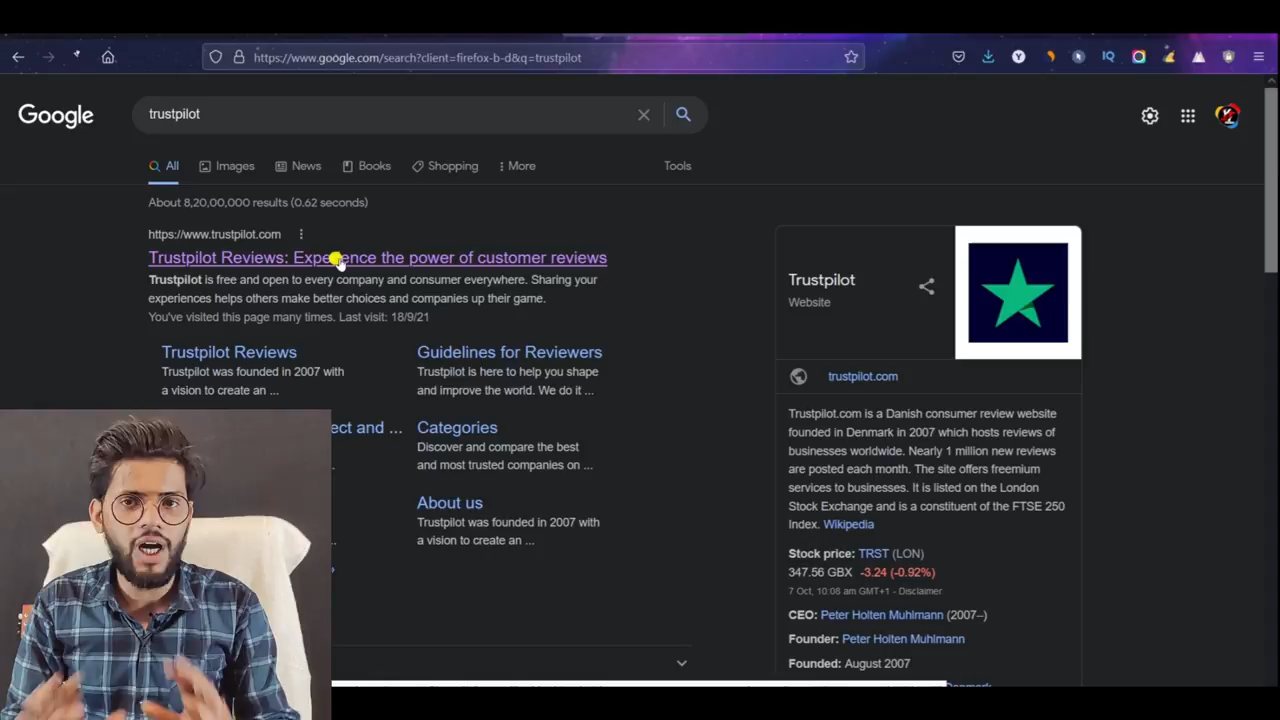 https://www.google.com/search?client=firefox-b-d&q=trustpilot
IQ
Google
trustpilot
All
Images
News
Books
Shopping
More
Tools
About 8,20,00,000 results (0.62 seconds)
https://www.trustpilot.com
Trustpilot Reviews: Experience the power of customer reviews
Trustpilot is free and open to every company and consumer everywhere. Sharing your
experiences helps others make better choices and companies up their game.
You've visited this page many times. Last visit: 18/9/21
Trustpilot Reviews
Trustpilot was founded in 2007 with
a vision to create an ...
Guidelines for Reviewers
Trustpilot is here to help you shape
and improve the world. We do it ...
ect and ...
Categories
Discover and compare the best
and most trusted companies on ...
About us
Trustpilot was founded in 2007 with
a vision to create an ...
Trustpilot
Website
trustpilot.com
Trustpilot.com is a Danish consumer review website
founded in Denmark in 2007 which hosts reviews of
businesses worldwide. Nearly 1 million new reviews
are posted each month. The site offers freemium
services to businesses. It is listed on the London
Stock Exchange and is a constituent of the FTSE 250
Index. Wikipedia
Stock price: TRST (LON)
347.56 GBX -3.24 (-0.92%)
7 Oct, 10:08 am GMT+1 - Disclaimer
CEO: Peter Holten Muhlmann (2007–)
Founder: Peter Holten Muhlmann
Founded: August 2007